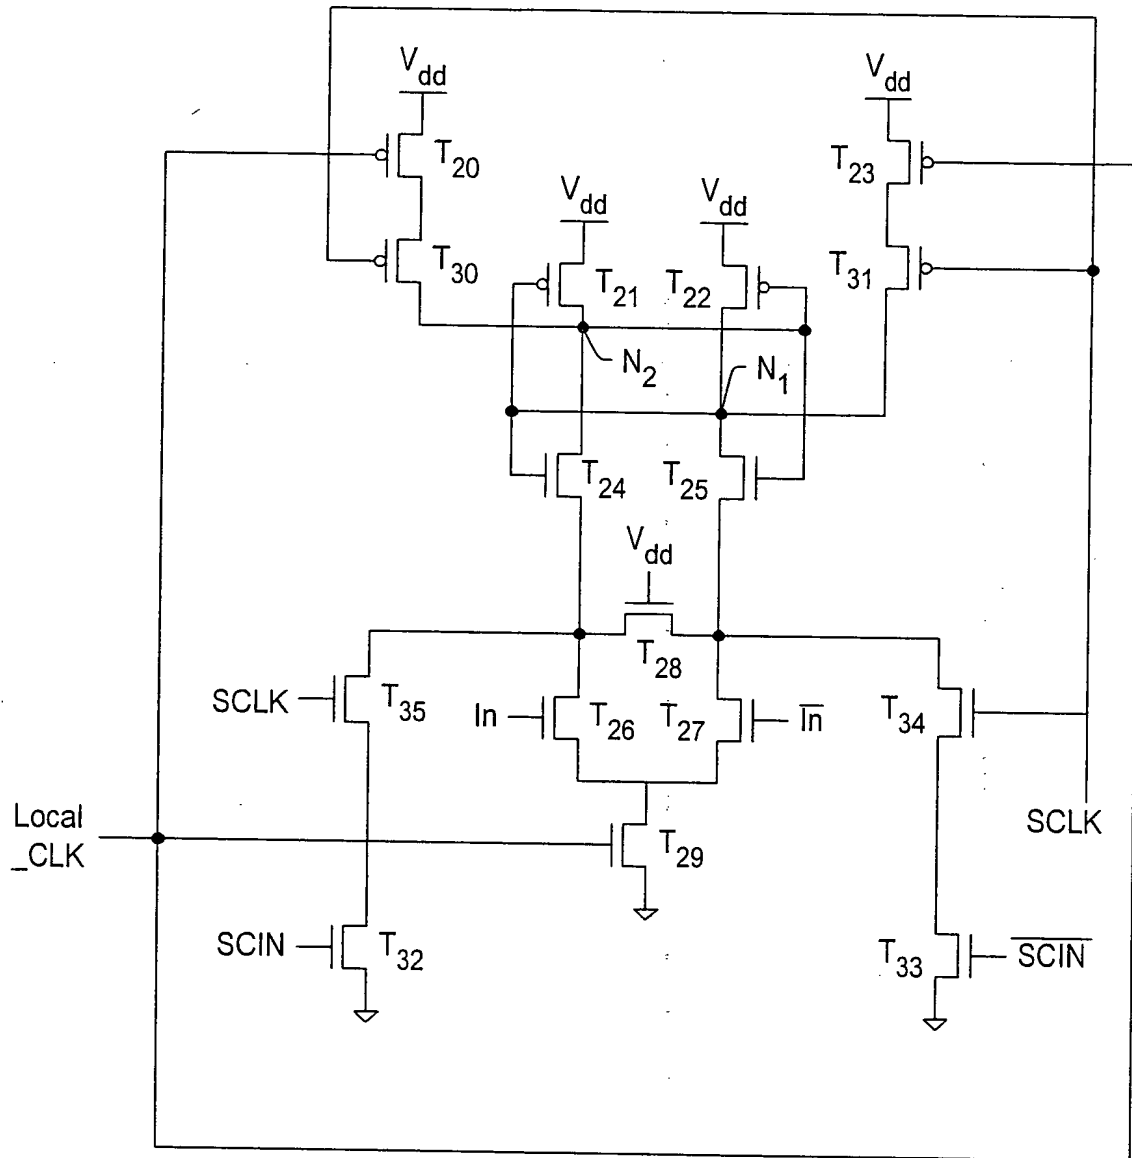 Vdd
Vdd
T20
T23
Vdd
Vdd
T30
T21
T22
T31
N2
N1
T24
T25
Vdd
T28
SCLK
T35
In
T26
T27
In
T34
Local
_CLK
T29
SCLK
SCIN
T32
T33
SCIN